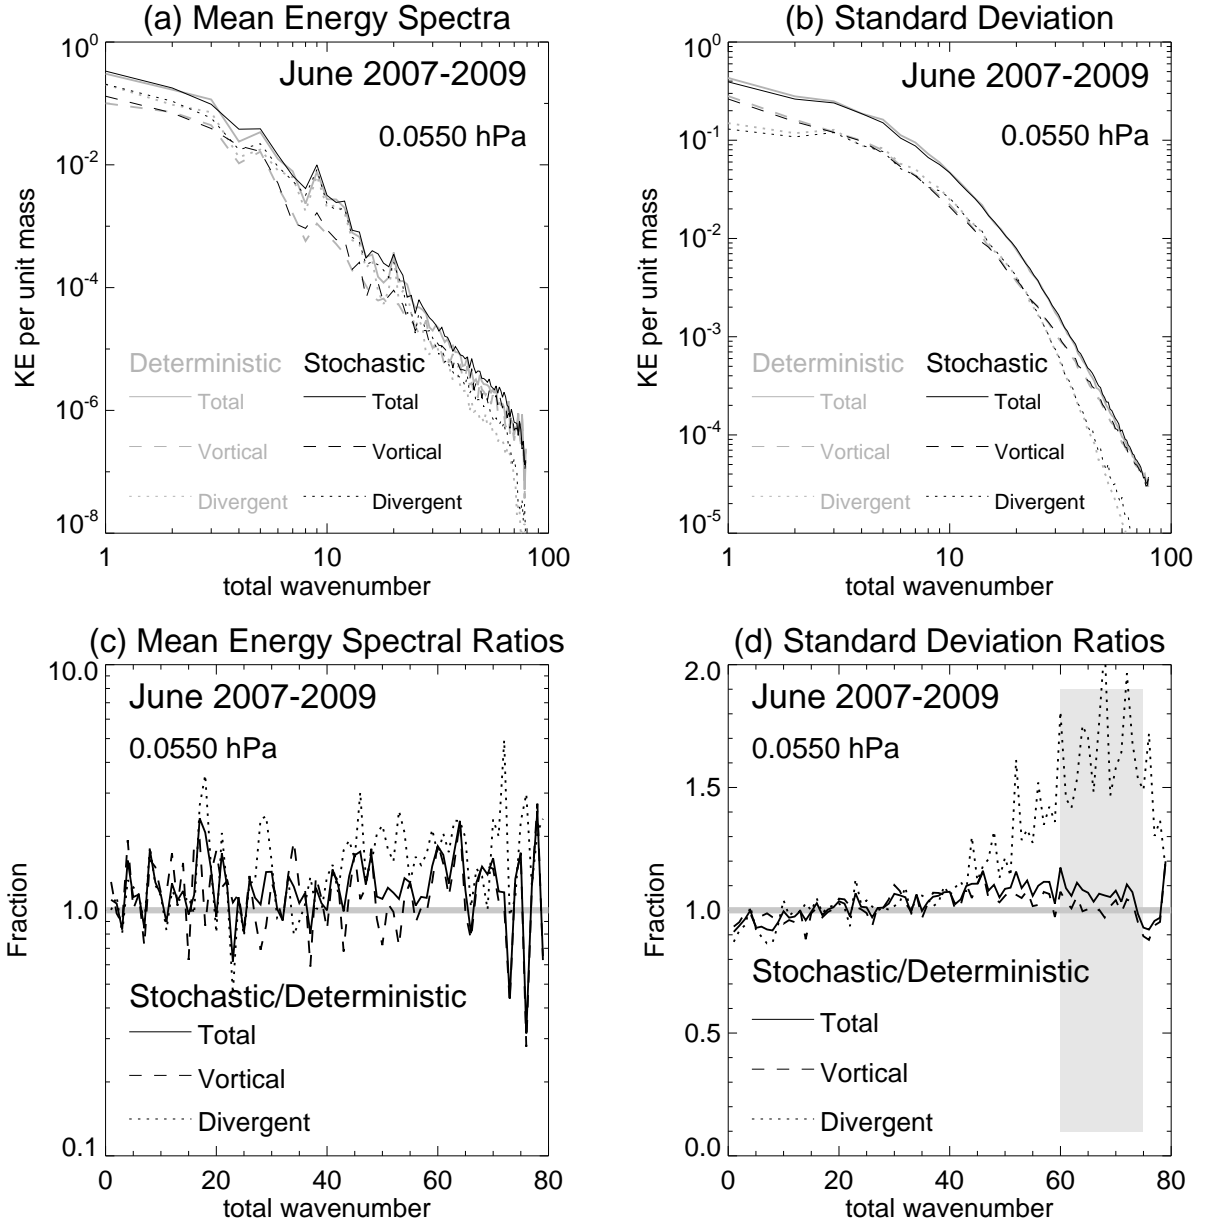 (a) Mean Energy Spectra
10^0
10^-2
10^-4
10^-6
10^-8
KE per unit mass
June 2007-2009
0.0550 hPa
Deterministic Stochastic
Total Total
Vortical Vortical
Divergent Divergent
1 10 100
total wavenumber
(b) Standard Deviation
10^0
10^-1
10^-2
10^-3
10^-4
10^-5
KE per unit mass
June 2007-2009
0.0550 hPa
Deterministic Stochastic
Total Total
Vortical Vortical
Divergent Divergent
1 10 100
total wavenumber
(c) Mean Energy Spectral Ratios
10.0
1.0
0.1
Fraction
June 2007-2009
0.0550 hPa
Stochastic/Deterministic
Total
Vortical
Divergent
0 20 40 60 80
total wavenumber
(d) Standard Deviation Ratios
2.0
1.5
1.0
0.5
0.0
Fraction
June 2007-2009
0.0550 hPa
Stochastic/Deterministic
Total
Vortical
Divergent
0 20 40 60 80
total wavenumber